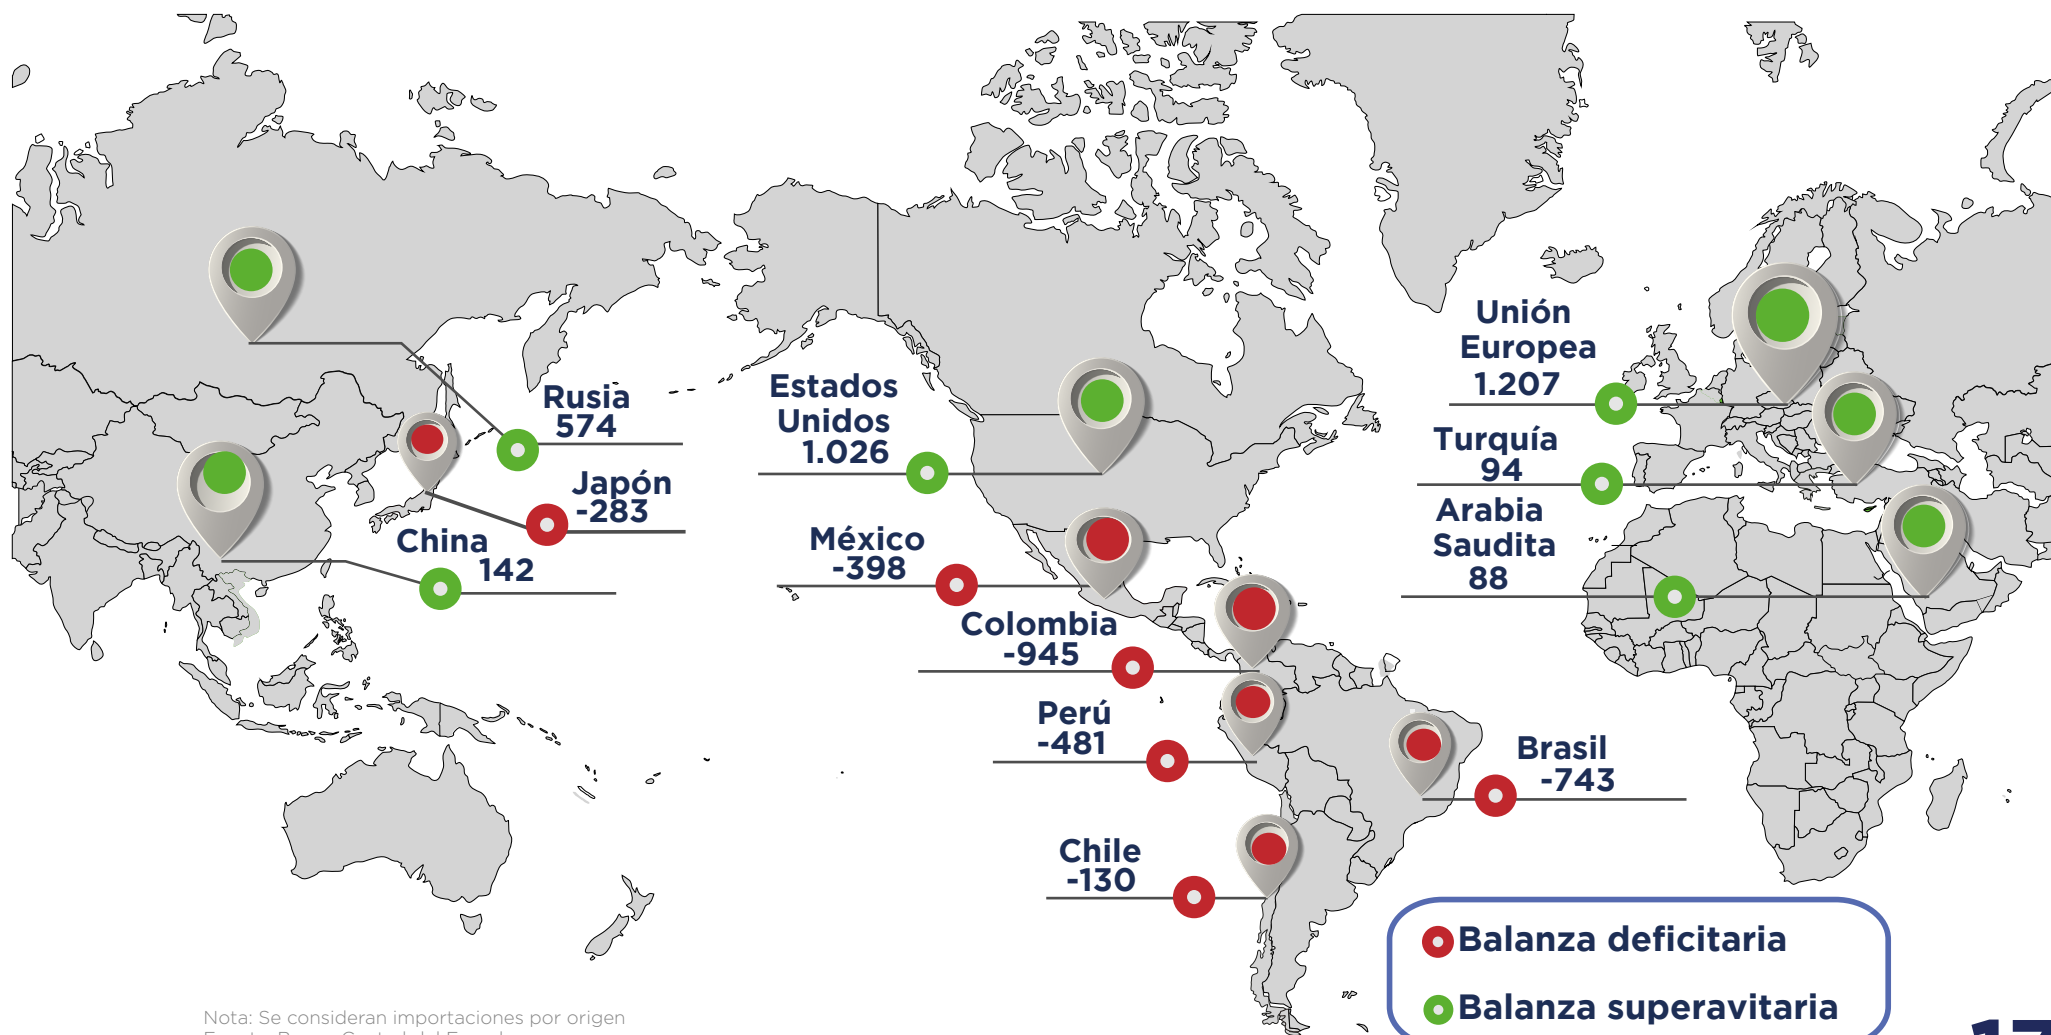 Rusia
574
Japón
-283
China
142
Estados
Unidos
1.026
México
-398
Colombia
-945
Perú
-481
Chile
-130
Brasil
-743
Unión
Europea
1.207
Turquía
94
Arabia
Saudita
88
Balanza deficitaria
Balanza superavitaria
Nota: Se consideran importaciones por origen